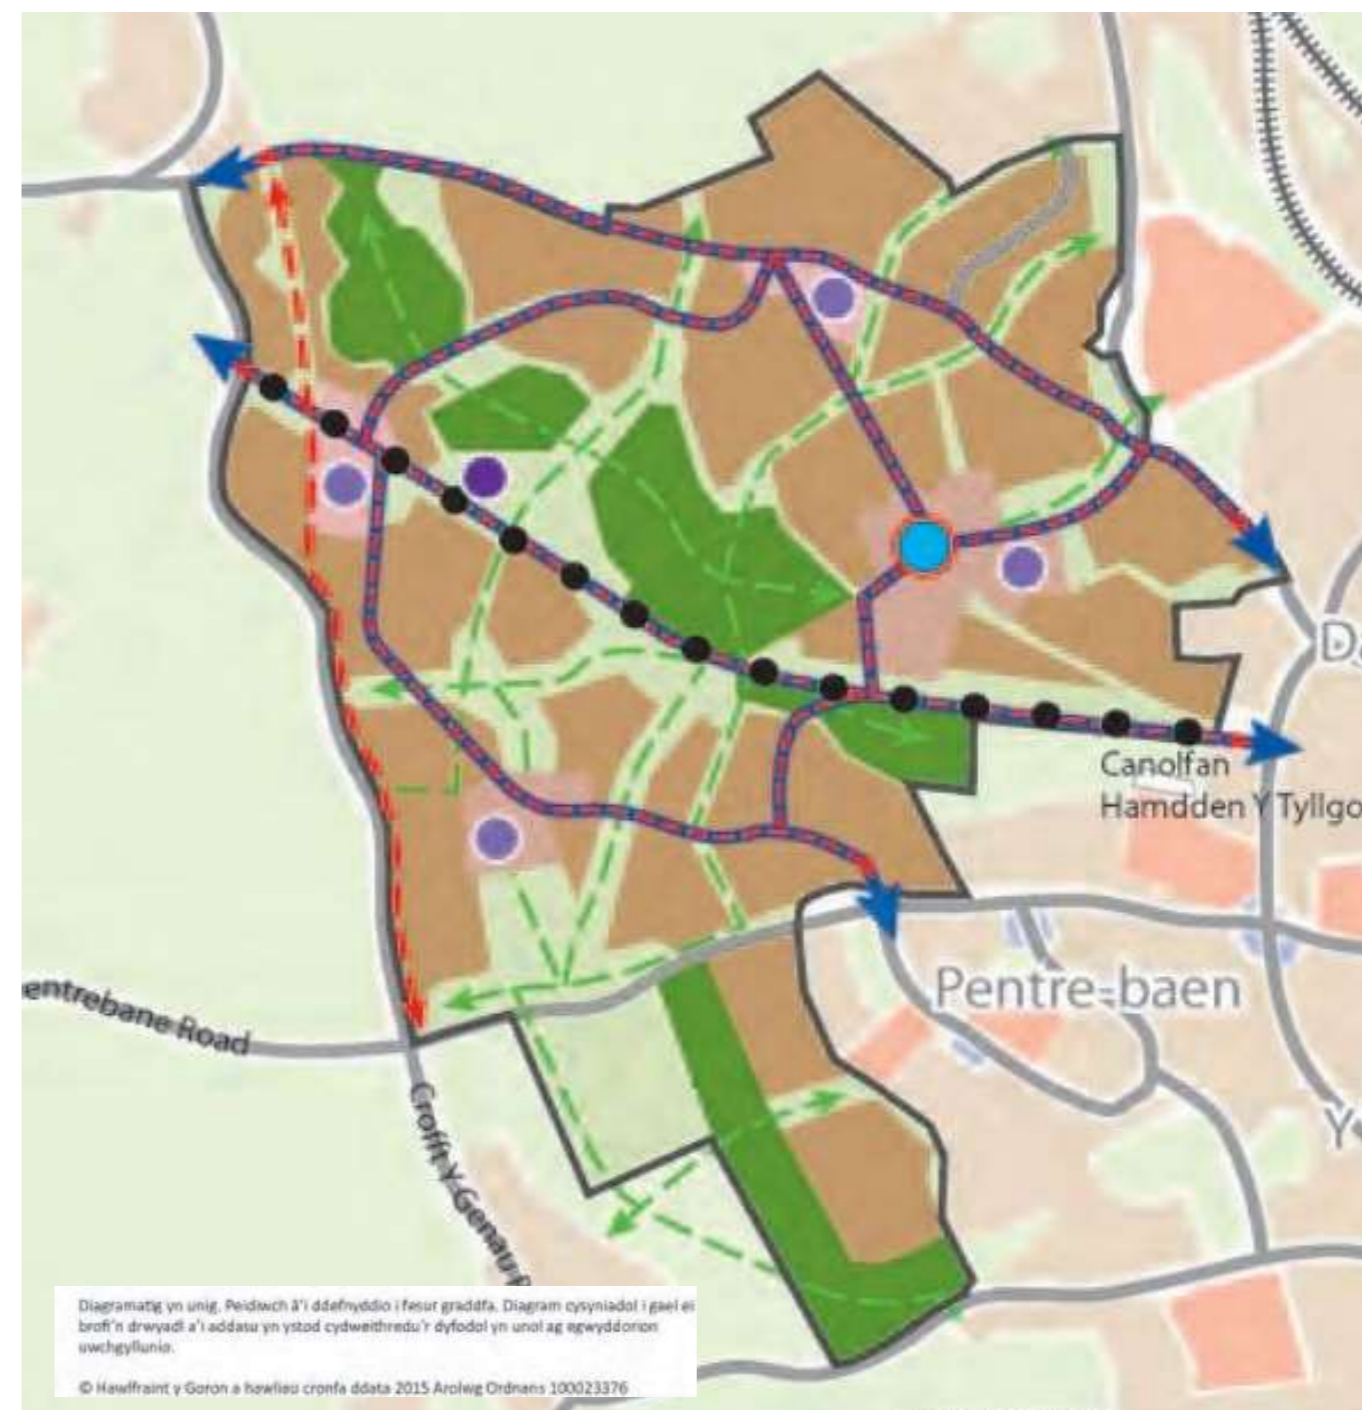 D
Canolfan
Hamdden Y Tyllgo
Pentre-baen
entrebane Road
Y
Crofft Y Genau R
Diagramatig yn unig. Peidiwch â'i ddefnyddio i fesur graddfa. Diagram cysyniadol i gael ei
brofi'n drwyadl a'i addasu yn ystod cydweithredu'r dyfodol yn unol ag egwyddorion
uwchgyllunio.
© Hawlfraint y Goron a hawliau cronfa ddata 2015 Arolwg Ordnans 100023376